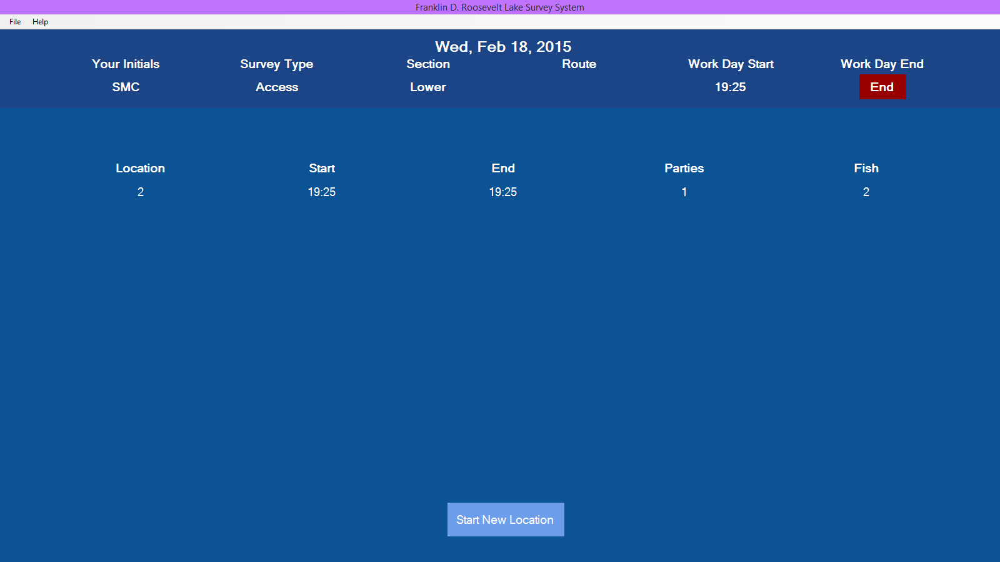 Franklin D. Roosevelt Lake Survey System
File Help
Wed, Feb 18, 2015
Your Initials Survey Type Section Route Work Day Start Work Day End
SMC Access Lower 19:25 End
Location Start End Parties Fish
2 19:25 19:25 1 2
Start New Location